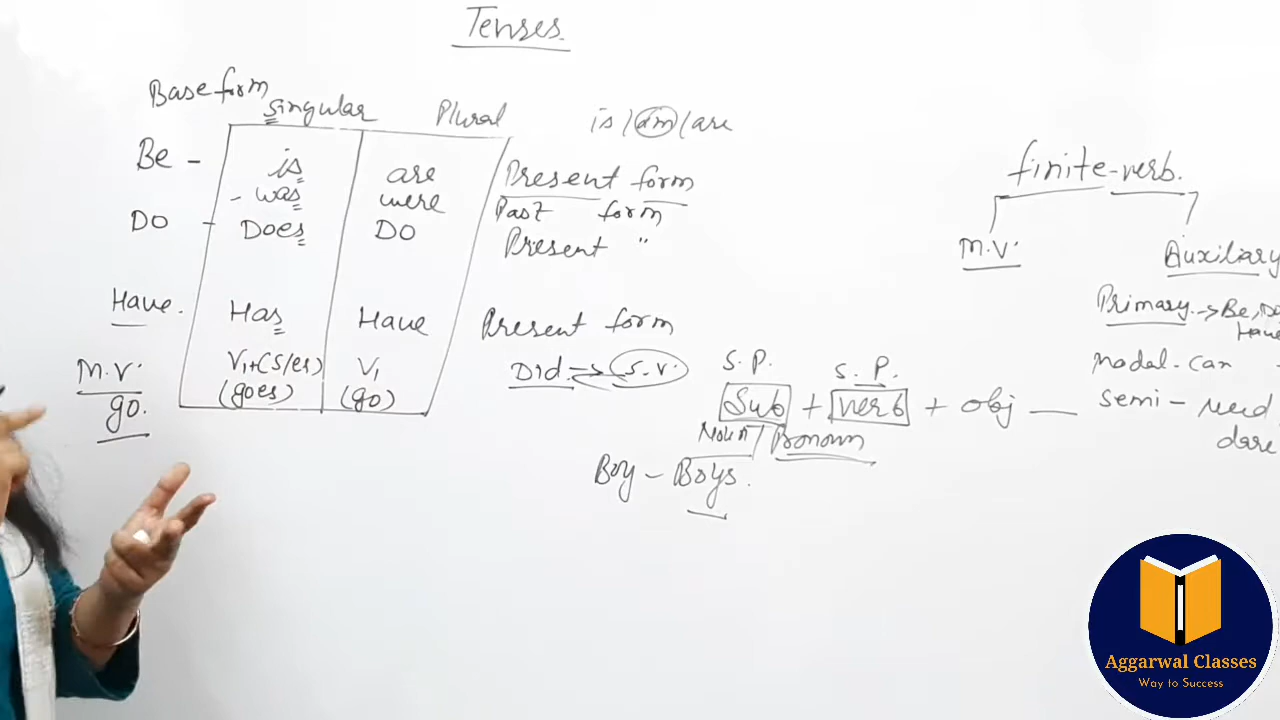 Tenses.
Base form
Singular Plural is / am / are
Be - is are Present form
- was were Past form
Do - Does Do Present "
Have. Has Have Present form
M.V. V1+(s/es) V1 Did. → S.V.
go. (goes) (go)
S.P. S.P.
Sub + verb + obj
Noun / Pronoun
Boy - Boys.
finite-verb.
M.V. Auxiliary
Primary → Be, Do
Have
Modal - can -
Semi - need,
dare
Aggarwal Classes
Way to Success